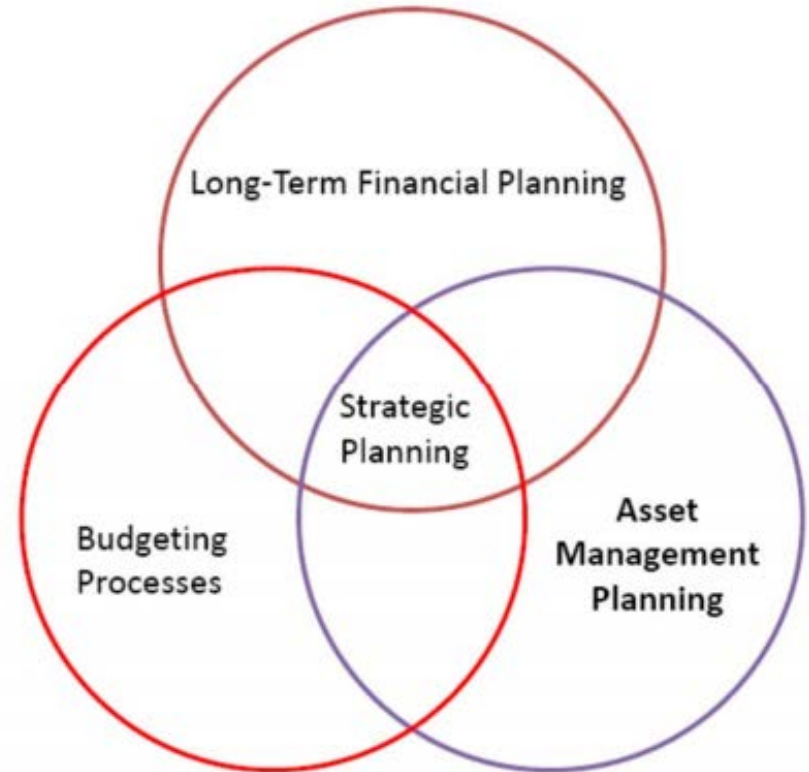 Long-Term Financial Planning
Strategic
Planning
Budgeting
Processes
Asset
Management
Planning